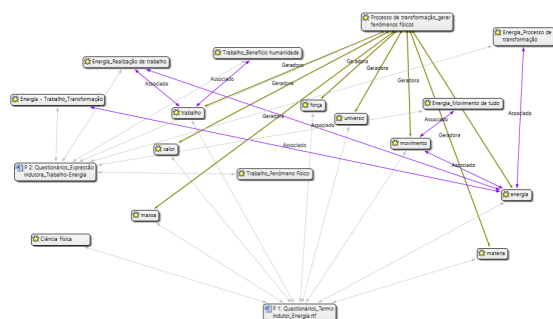 Processo de transformação_gerar
fenômenos físicos
Energia_Processo de
transformação
Trabalho_Benefício humanidade
Energia_Realização de trabalho
Geradora
Geradora
Geradora
Geradora
Associado
Associado
Energia - Trabalho_Transformação
força
Energia_Movimento de tudo
trabalho
Geradora
universo
Associado
Associado
Geradora
movimento
calor
Associado
Associado
P 2: Questionários_Expressão
indutora_Trabalho-Energia
Trabalho_Fenômeno Físico
energia
massa
Ciência Física
matéria
P 1: Questionários_Termo
indutor_Energia.rtf